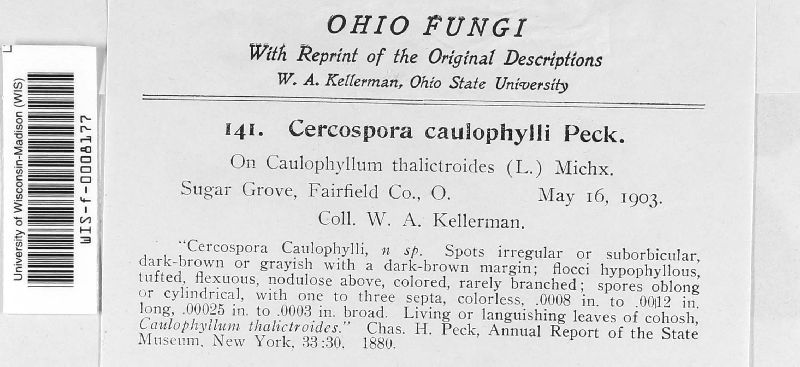 OHIO FUNGI
With Reprint of the Original Descriptions
W. A. Kellerman, Ohio State University
141. Cercospora caulophylli Peck.
On Caulophyllum thalictroides (L.) Michx.
Sugar Grove, Fairfield Co., O. May 16, 1903.
Coll. W. A. Kellerman.
"Cercospora Caulophylli, n sp. Spots irregular or suborbicular,
dark-brown or grayish with a dark-brown margin; flocci hypophyllous,
tufted, flexuous, nodulose above, colored, rarely branched; spores oblong
or cylindrical, with one to three septa, colorless, .0008 in. to .0012 in.
long, .00025 in. to .0003 in. broad. Living or languishing leaves of cohosh,
Caulophyllum thalictroides." Chas. H. Peck, Annual Report of the State
Museum, New York, 33:30. 1880.
University of Wisconsin-Madison (WIS)
WIS-f-0008177